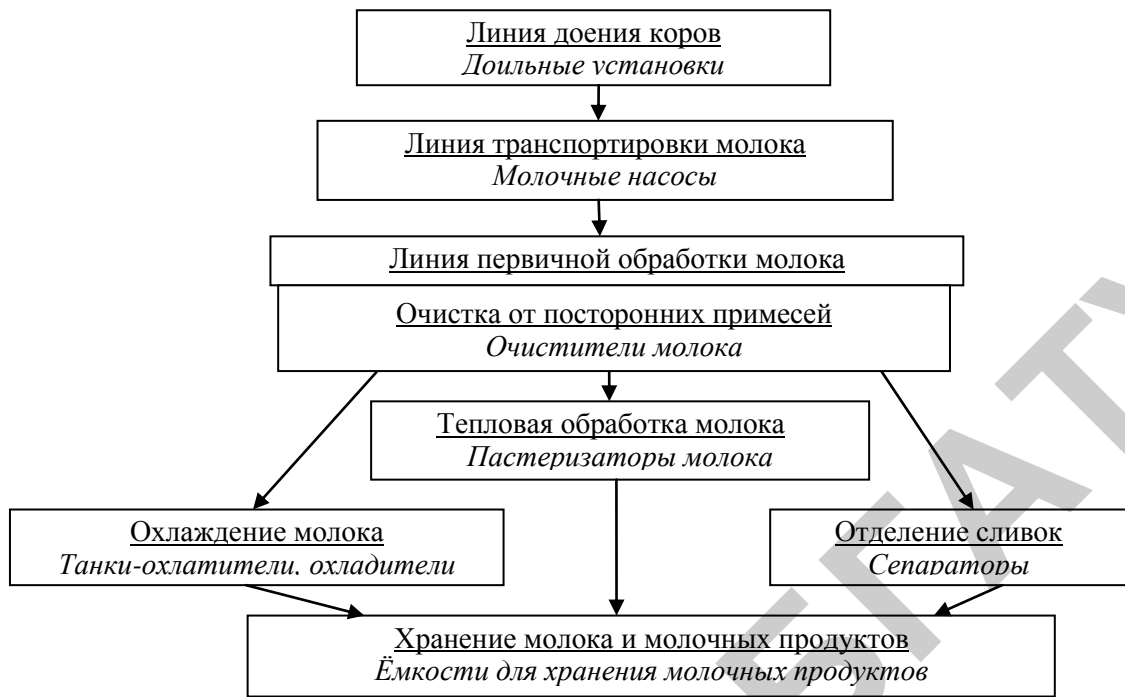 Линия доения коров
Доильные установки
Линия транспортировки молока
Молочные насосы
Линия первичной обработки молока
Очистка от посторонних примесей
Очистители молока
Тепловая обработка молока
Пастеризаторы молока
Охлаждение молока
Танки-охлатители, охладители
Отделение сливок
Сепараторы
Хранение молока и молочных продуктов
Ёмкости для хранения молочных продуктов
БГАТУ